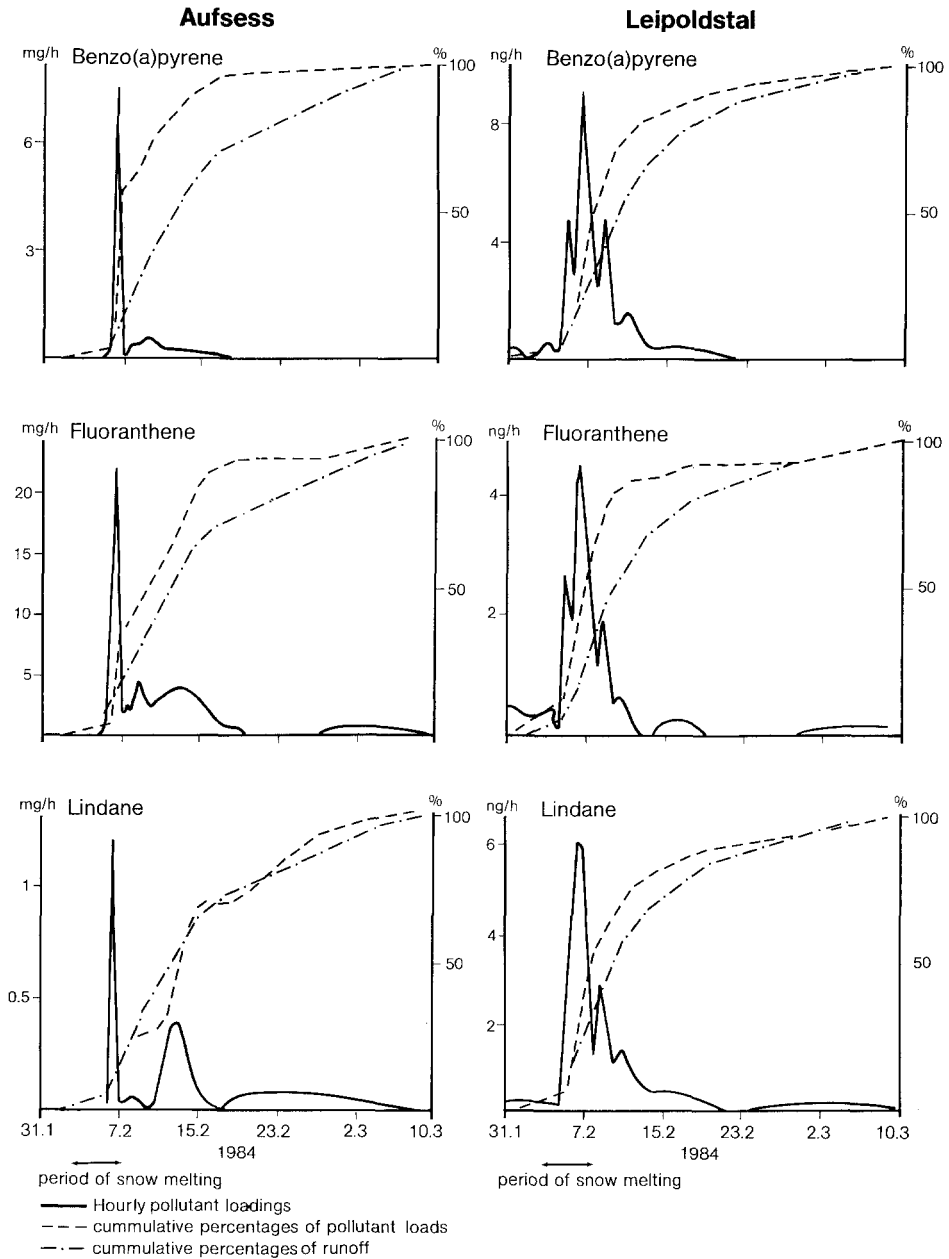 Aufsess
Leipoldstal
mg/h
Benzo(a)pyrene
%
100
6
3
50
ng/h
Benzo(a)pyrene
%
100
8
4
50
mg/h
Fluoranthene
%
100
20
15
10
5
50
ng/h
Fluoranthene
%
100
4
2
50
mg/h
Lindane
%
100
1
0.5
50
31.1 7.2 15.2 23.2 2.3 10.3
1984
period of snow melting
ng/h
Lindane
%
100
6
4
2
50
31.1 7.2 15.2 23.2 2.3 10.3
1984
period of snow melting
Hourly pollutant loadings
cummulative percentages of pollutant loads
cummulative percentages of runoff